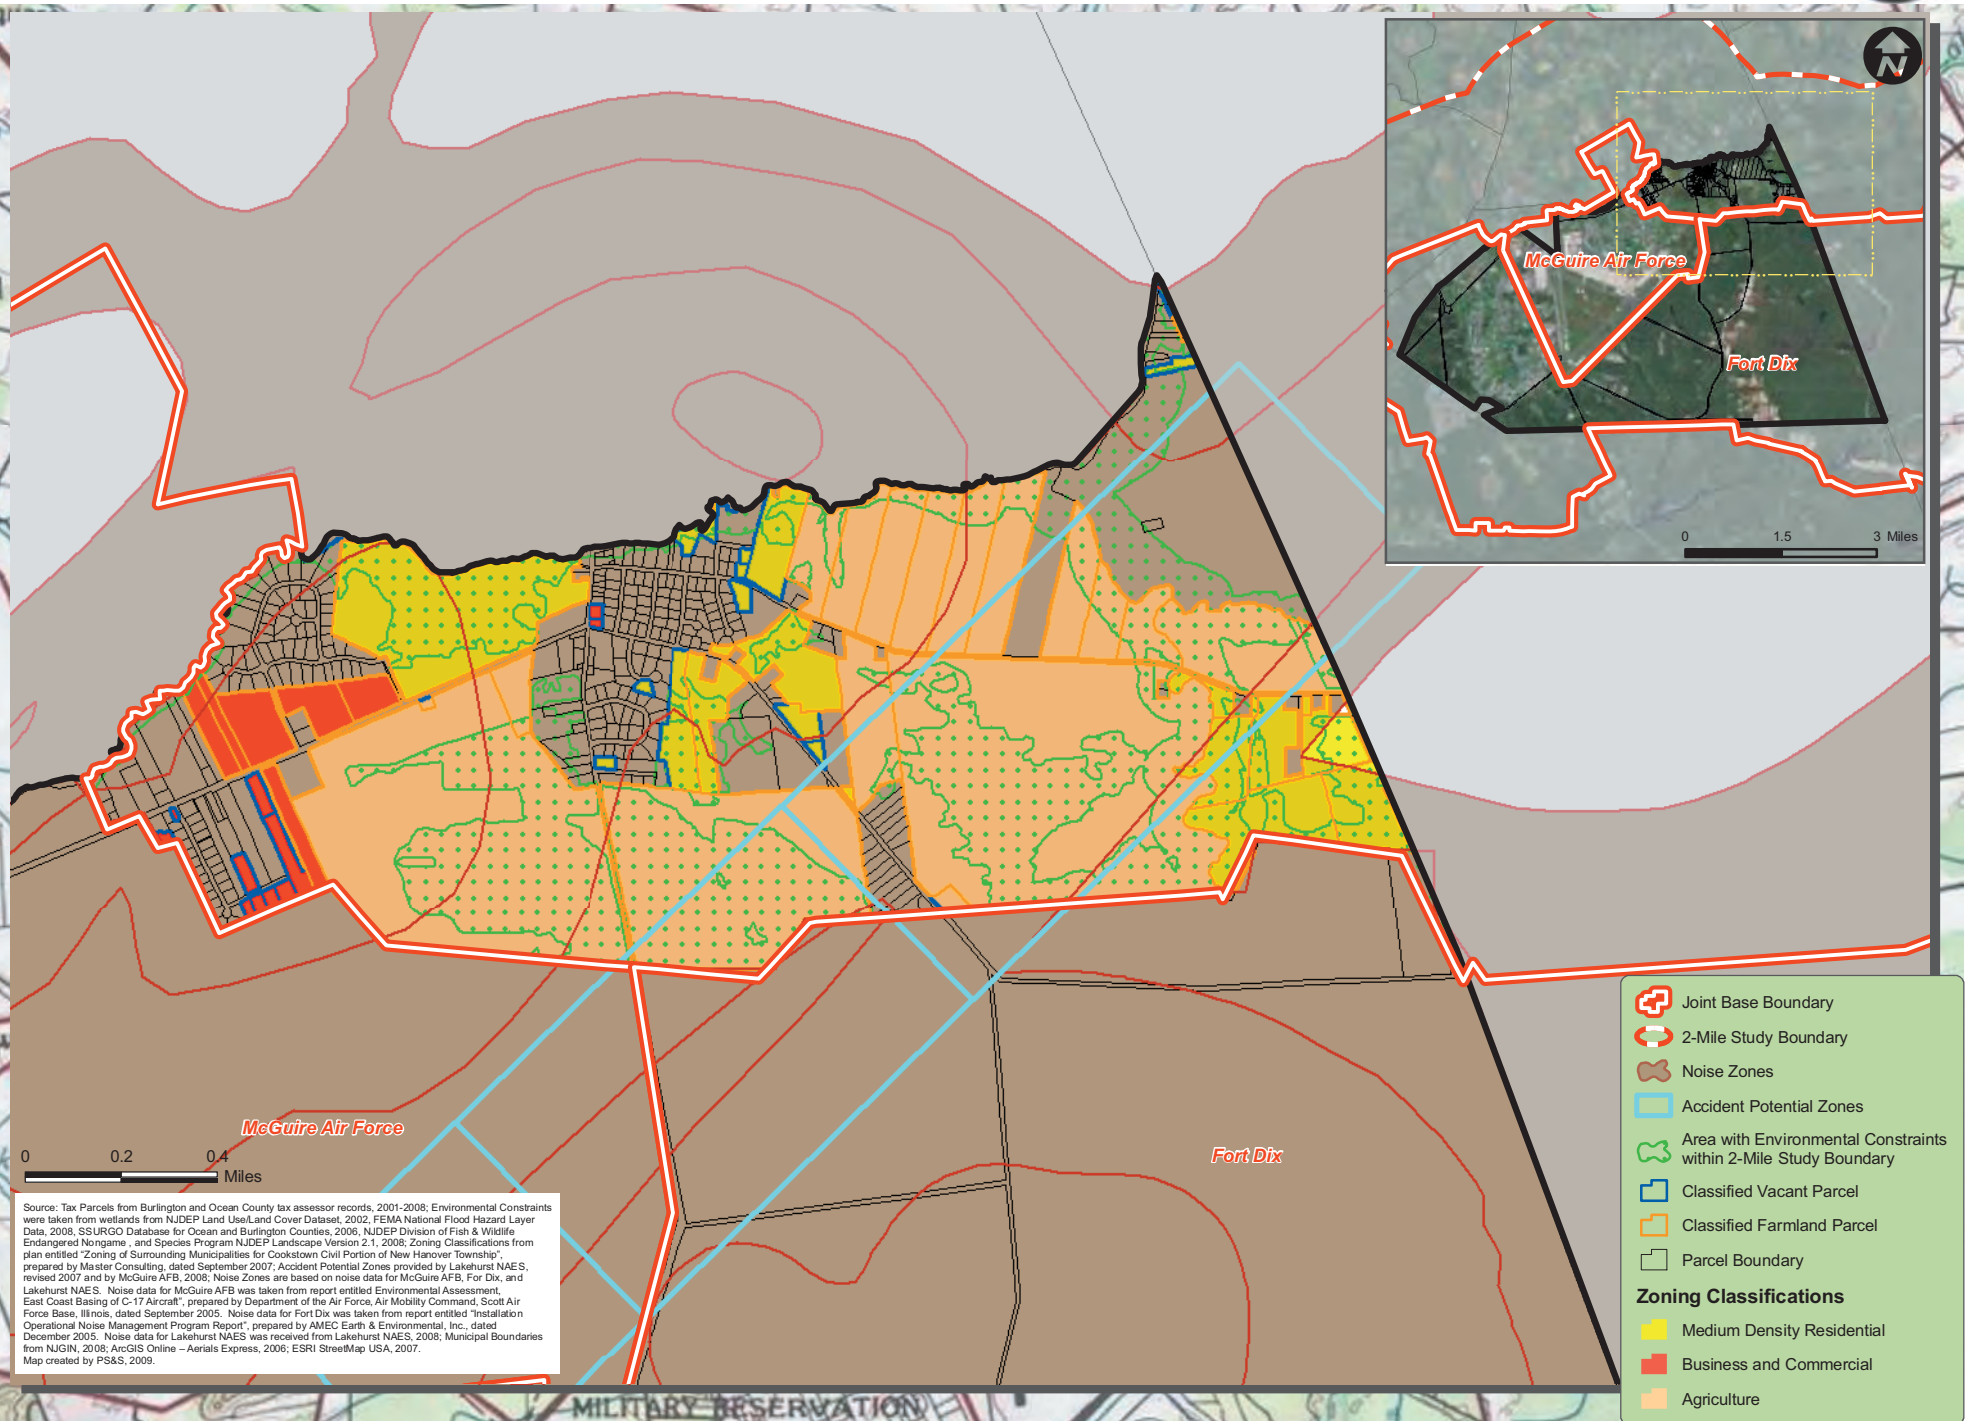 N
McGuire Air Force
Fort Dix
0 1.5 3 Miles
McGuire Air Force
Fort Dix
0 0.2 0.4
Miles
Source: Tax Parcels from Burlington and Ocean County tax assessor records, 2001-2008; Environmental Constraints
were taken from wetlands from NJDEP Land Use/Land Cover Dataset, 2002, FEMA National Flood Hazard Layer
Data, 2008, SSURGO Database for Ocean and Burlington Counties, 2006, NJDEP Division of Fish & Wildlife
Endangered Nongame , and Species Program NJDEP Landscape Version 2.1, 2008; Zoning Classifications from
plan entitled “Zoning of Surrounding Municipalities for Cookstown Civil Portion of New Hanover Township”,
prepared by Master Consulting, dated September 2007; Accident Potential Zones provided by Lakehurst NAES,
revised 2007 and by McGuire AFB, 2008; Noise Zones are based on noise data for McGuire AFB, For Dix, and
Lakehurst NAES. Noise data for McGuire AFB was taken from report entitled Environmental Assessment,
East Coast Basing of C-17 Aircraft”, prepared by Department of the Air Force, Air Mobility Command, Scott Air
Force Base, Illinois, dated September 2005. Noise data for Fort Dix was taken from report entitled “Installation
Operational Noise Management Program Report”, prepared by AMEC Earth & Environmental, Inc., dated
December 2005. Noise data for Lakehurst NAES was received from Lakehurst NAES, 2008; Municipal Boundaries
from NJGIN, 2008; ArcGIS Online – Aerials Express, 2006; ESRI StreetMap USA, 2007.
Map created by PS&S, 2009.
Joint Base Boundary
2-Mile Study Boundary
Noise Zones
Accident Potential Zones
Area with Environmental Constraints
within 2-Mile Study Boundary
Classified Vacant Parcel
Classified Farmland Parcel
Parcel Boundary
Zoning Classifications
Medium Density Residential
Business and Commercial
Agriculture
MILITARY RESERVATION